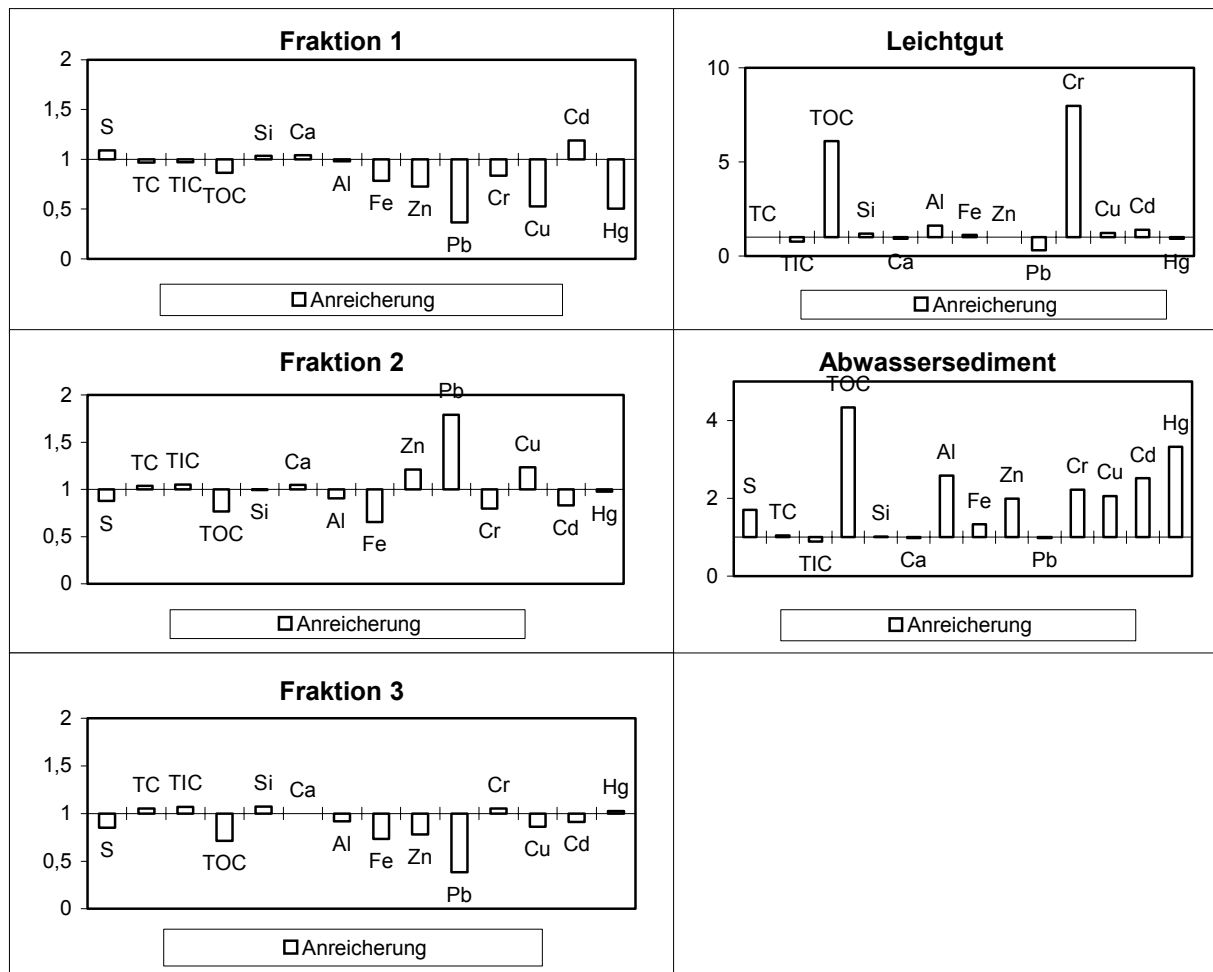 Fraktion 1
2
1,5
1
0,5
0
S TC TIC TOC Si Ca Al Fe Zn Pb Cr Cu Cd Hg
Anreicherung
Leichtgut
10
5
0
TC TIC TOC Si Ca Al Fe Zn Pb Cr Cu Cd Hg
Anreicherung
Fraktion 2
2
1,5
1
0,5
0
S TC TIC TOC Si Ca Al Fe Zn Pb Cr Cu Cd Hg
Anreicherung
Abwassersediment
4
2
0
S TC TIC TOC Si Ca Al Fe Zn Pb Cr Cu Cd Hg
Anreicherung
Fraktion 3
2
1,5
1
0,5
0
S TC TIC TOC Si Ca Al Fe Zn Pb Cr Cu Cd Hg
Anreicherung